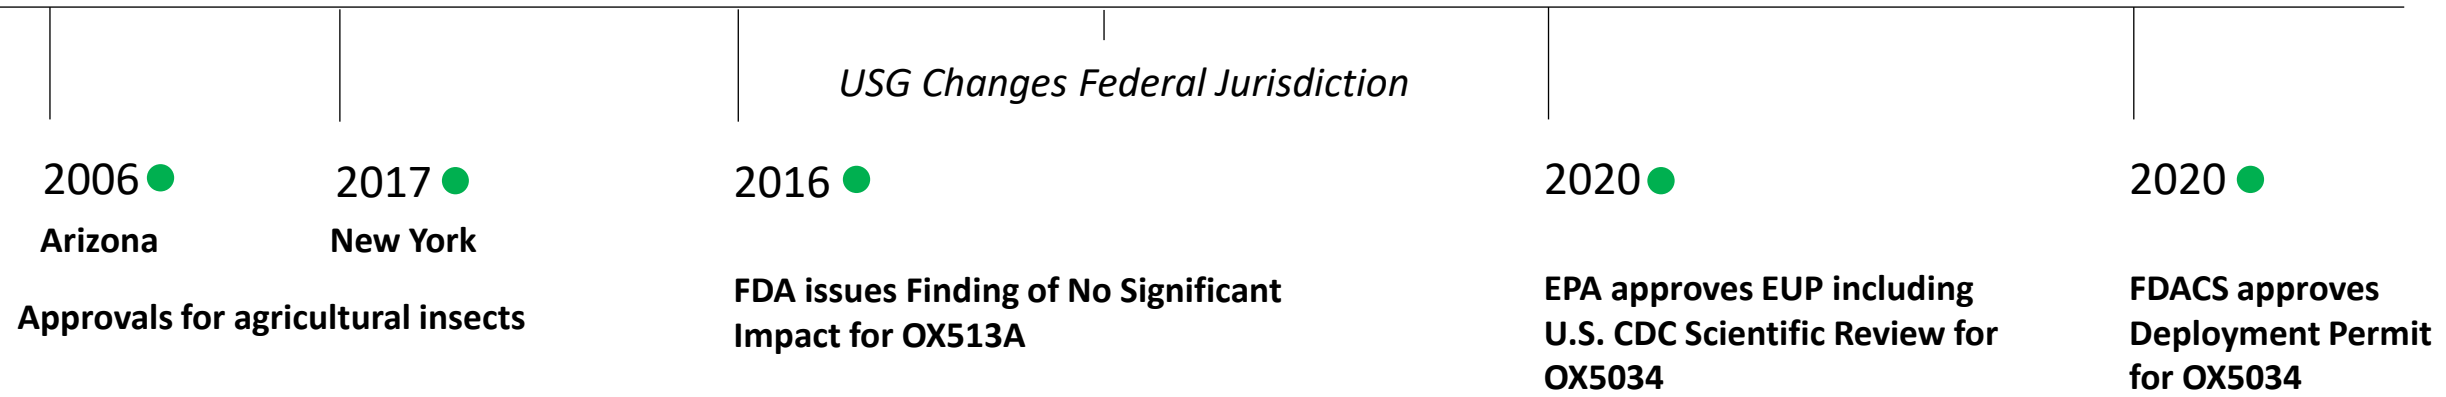 USG Changes Federal Jurisdiction
2006
Arizona
2017
New York
Approvals for agricultural insects
2016
FDA issues Finding of No Significant
Impact for OX513A
2020
EPA approves EUP including
U.S. CDC Scientific Review for
OX5034
2020
FDACS approves
Deployment Permit
for OX5034